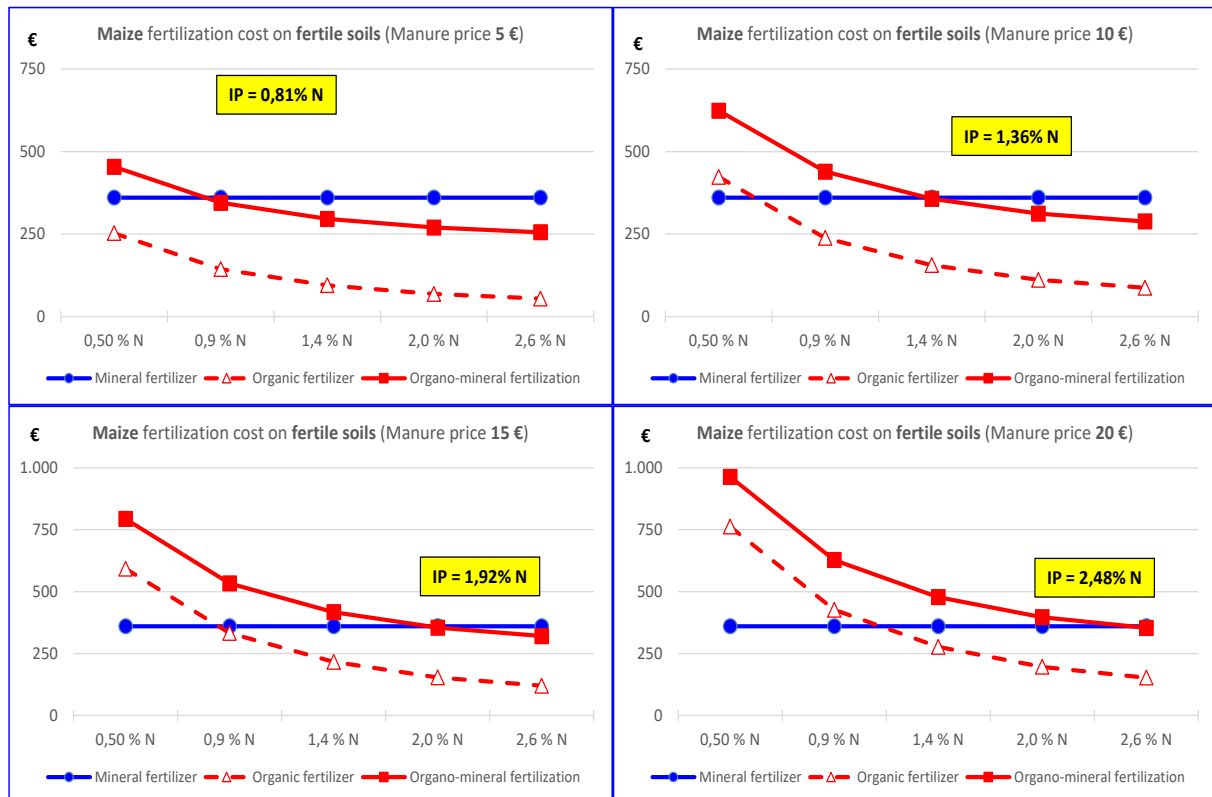 Maize fertilization cost on fertile soils (Manure price 5 €)
€
750
500
250
0
IP = 0,81% N
0,50 % N 0,9 % N 1,4 % N 2,0 % N 2,6 % N
Mineral fertilizer Organic fertilizer Organo-mineral fertilization
Maize fertilization cost on fertile soils (Manure price 10 €)
€
750
500
250
0
IP = 1,36% N
0,50 % N 0,9 % N 1,4 % N 2,0 % N 2,6 % N
Mineral fertilizer Organic fertilizer Organo-mineral fertilization
Maize fertilization cost on fertile soils (Manure price 15 €)
€
1.000
750
500
250
0
IP = 1,92% N
0,50 % N 0,9 % N 1,4 % N 2,0 % N 2,6 % N
Mineral fertilizer Organic fertilizer Organo-mineral fertilization
Maize fertilization cost on fertile soils (Manure price 20 €)
€
1.000
750
500
250
0
IP = 2,48% N
0,50 % N 0,9 % N 1,4 % N 2,0 % N 2,6 % N
Mineral fertilizer Organic fertilizer Organo-mineral fertilization